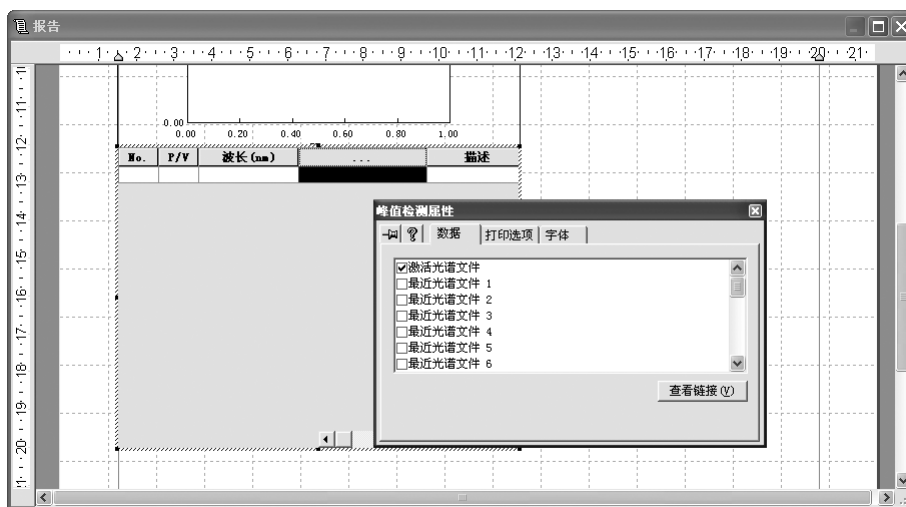 报告
1 2 3 4 5 6 7 8 9 10 11 12 13 14 15 16 17 18 19 20 21
11
12
13
14
15
16
17
18
19
20
0.00
0.00 0.20 0.40 0.60 0.80 1.00
No. P/V 波长(nm) ... 描述
峰值检测属性
数据 打印选项 字体
激活光谱文件
最近光谱文件 1
最近光谱文件 2
最近光谱文件 3
最近光谱文件 4
最近光谱文件 5
最近光谱文件 6
查看链接(V)